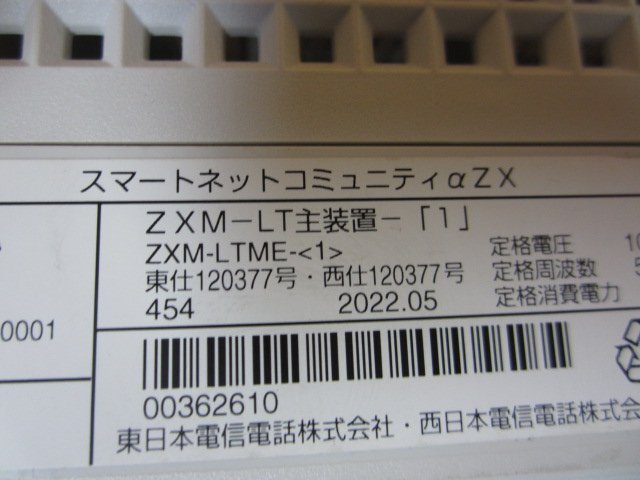 スマートネットコミュニティαZX
ZXM-LT主装置-「1」
ZXM-LTME-<1>
定格電圧 10
東仕120377号・西仕120377号
定格周波数 5
454 2022.05
定格消費電力
0001
00362610
東日本電信電話株式会社・西日本電信電話株式会